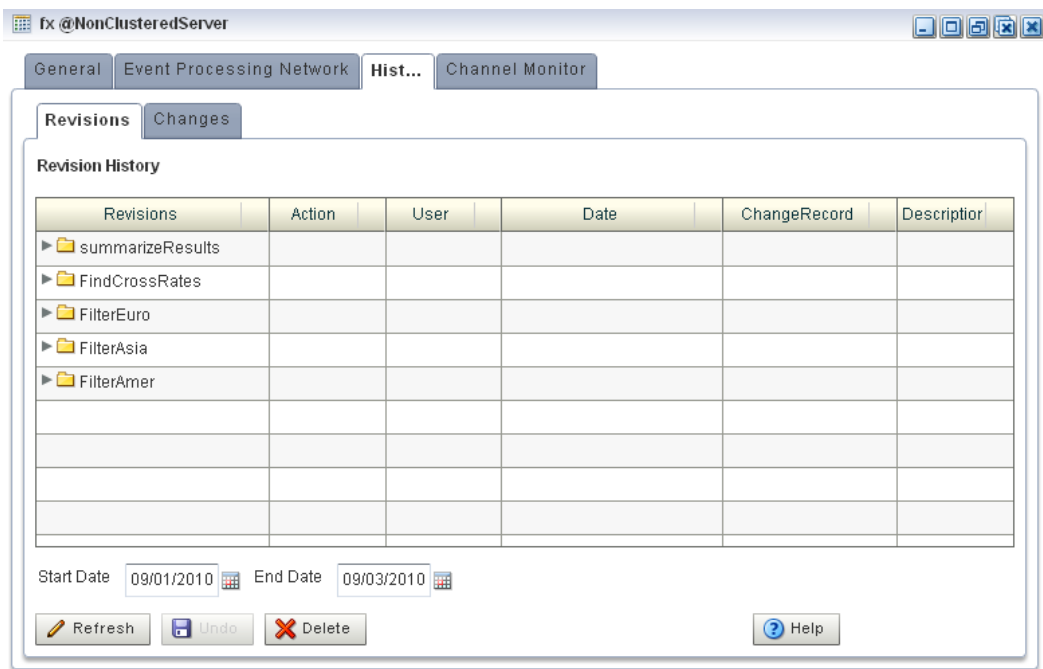 fx @NonClusteredServer
General Event Processing Network Hist... Channel Monitor
Revisions Changes
Revision History
Revisions Action User Date ChangeRecord Description
summarizeResults
FindCrossRates
FilterEuro
FilterAsia
FilterAmer
Start Date 09/01/2010 End Date 09/03/2010
Refresh Undo Delete Help